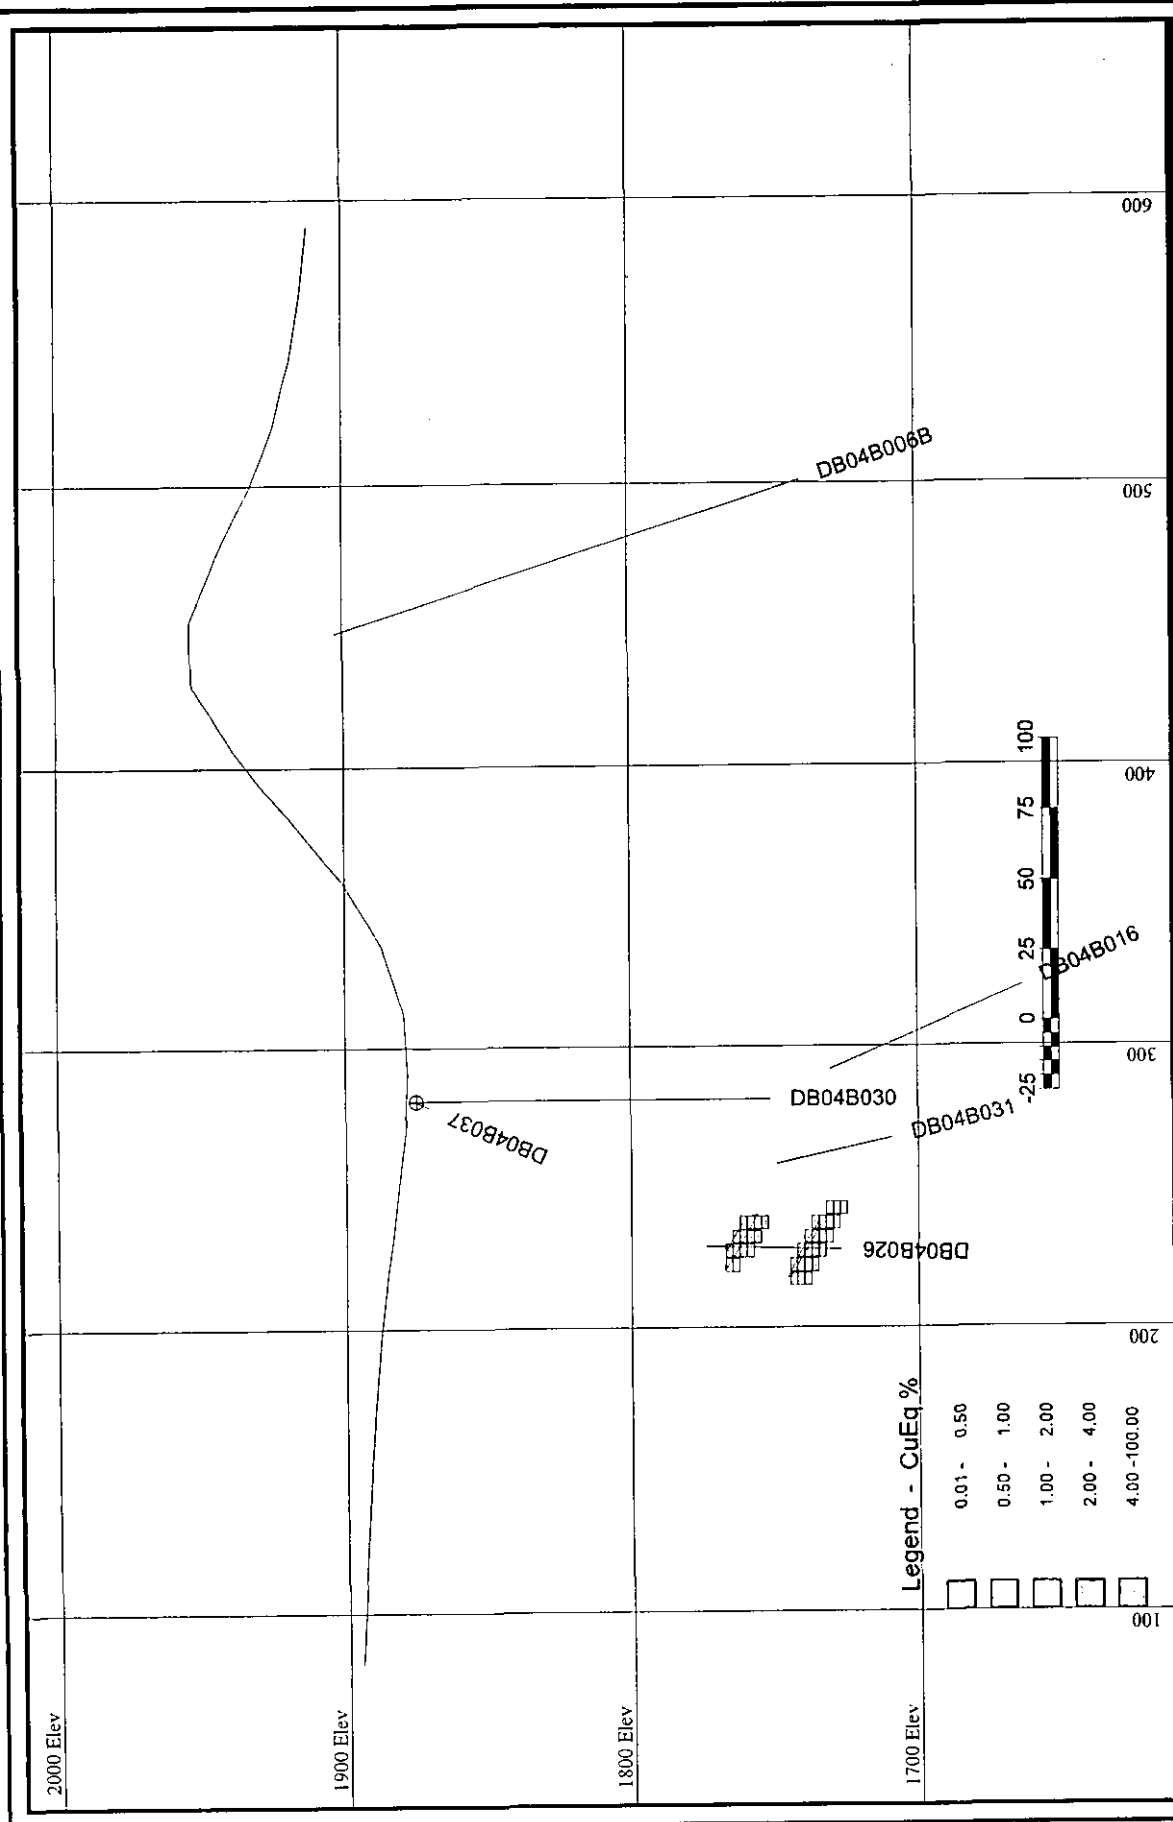 2000 Elev
1900 Elev
1800 Elev
1700 Elev
100
200
300
400
500
600
DB04B006B
DB04B016
DB04B030
DB04B031
DB04B037
DB04B026
-25 0 25 50 75 100
Legend - CuEq %
0.01 - 0.50
0.50 - 1.00
1.00 - 2.00
2.00 - 4.00
4.00 -100.00